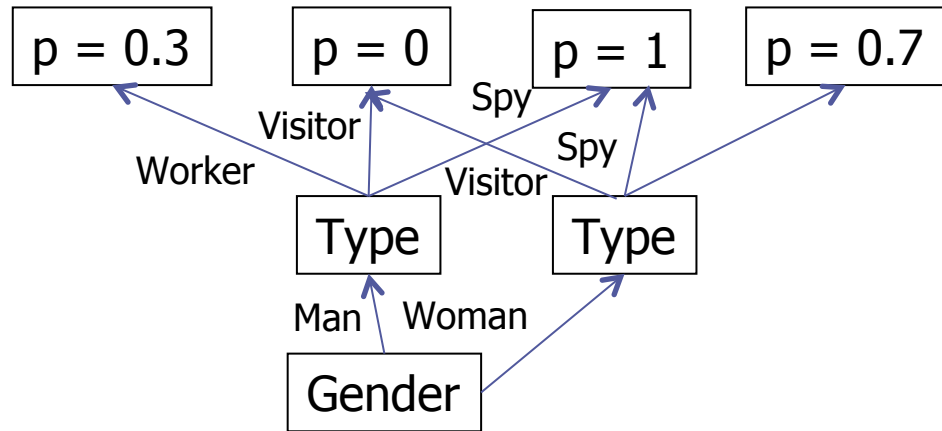 p = 0.3
p = 0
p = 1
p = 0.7
Spy
Visitor
Spy
Worker
Visitor
Type
Type
Man
Woman
Gender